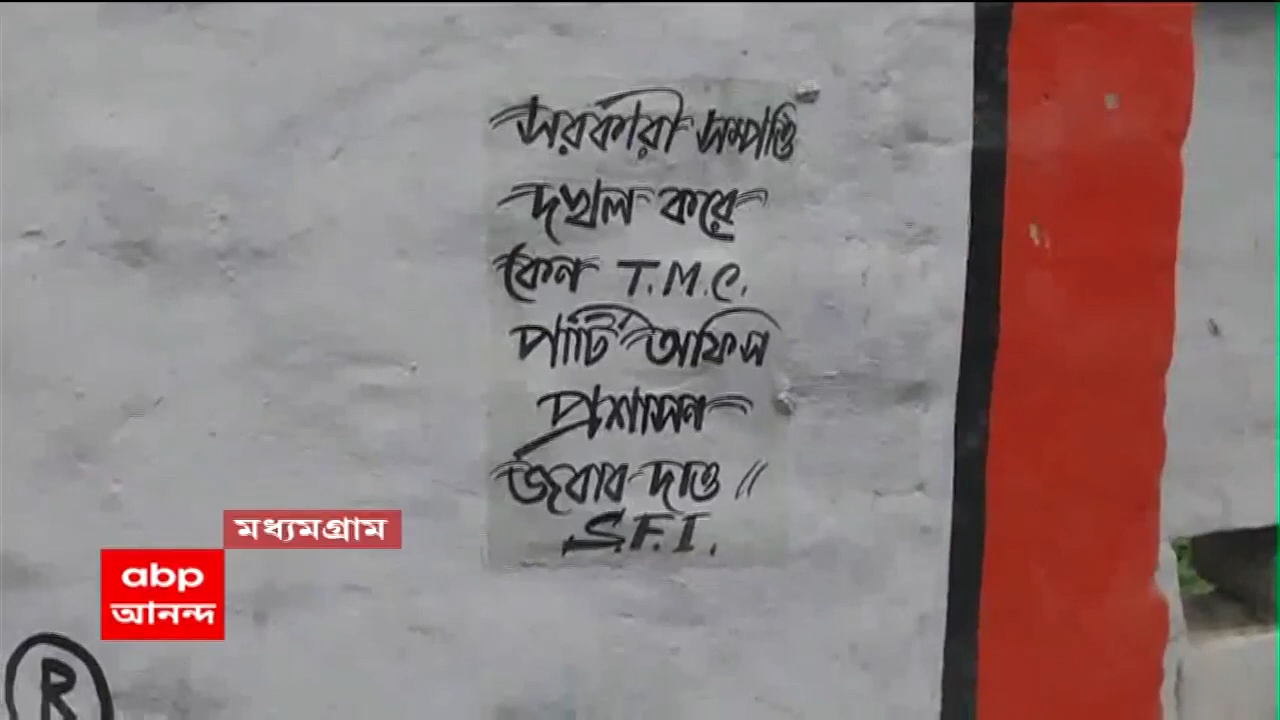 সরকারী সম্পত্তি
দখল করে
কেন T.M.C.
পার্টি অফিস
প্রশাসন
জবাব দাও //
S.F.I.
মধ্যমগ্রাম
abp
আনন্দ
R